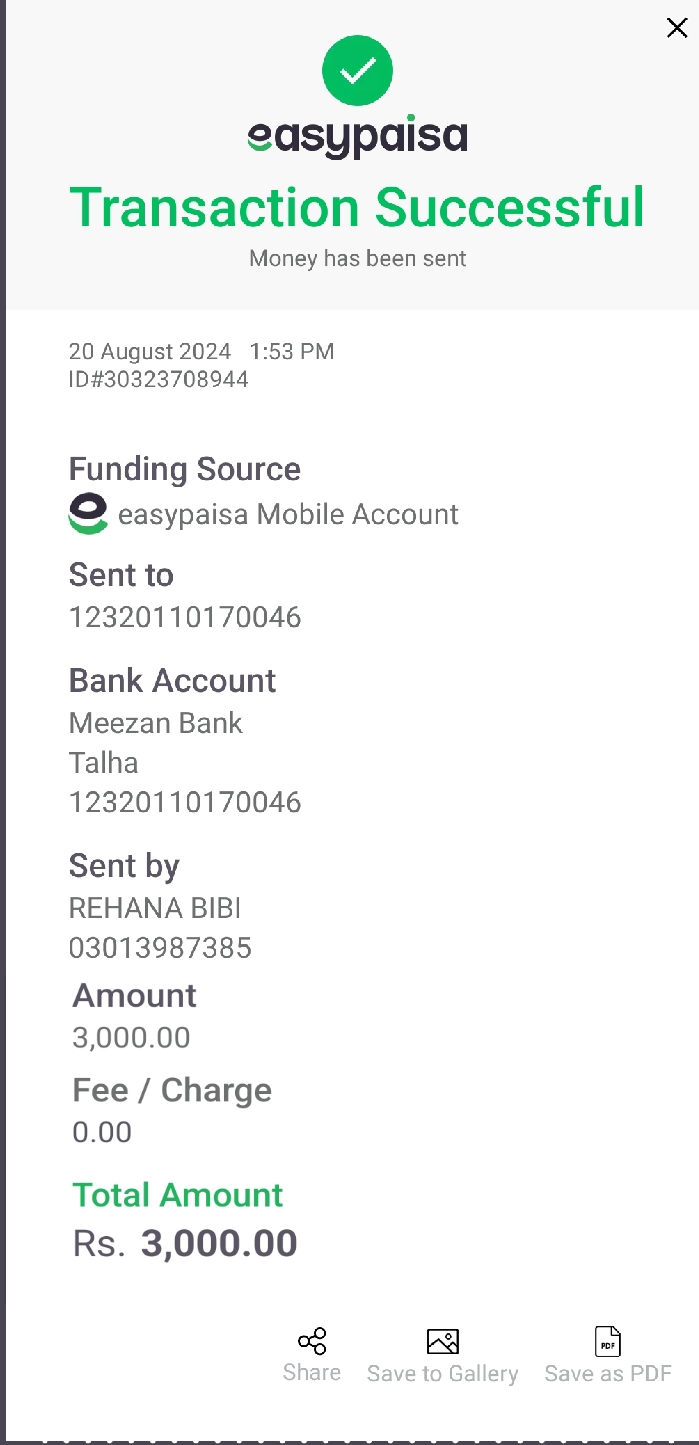 easypaisa
Transaction Successful
Money has been sent
20 August 2024 1:53 PM
ID#30323708944
Funding Source
easypaisa Mobile Account
Sent to
12320110170046
Bank Account
Meezan Bank
Talha
12320110170046
Sent by
REHANA BIBI
03013987385
Amount
3,000.00
Fee / Charge
0.00
Total Amount
Rs. 3,000.00
PDF
Share Save to Gallery Save as PDF